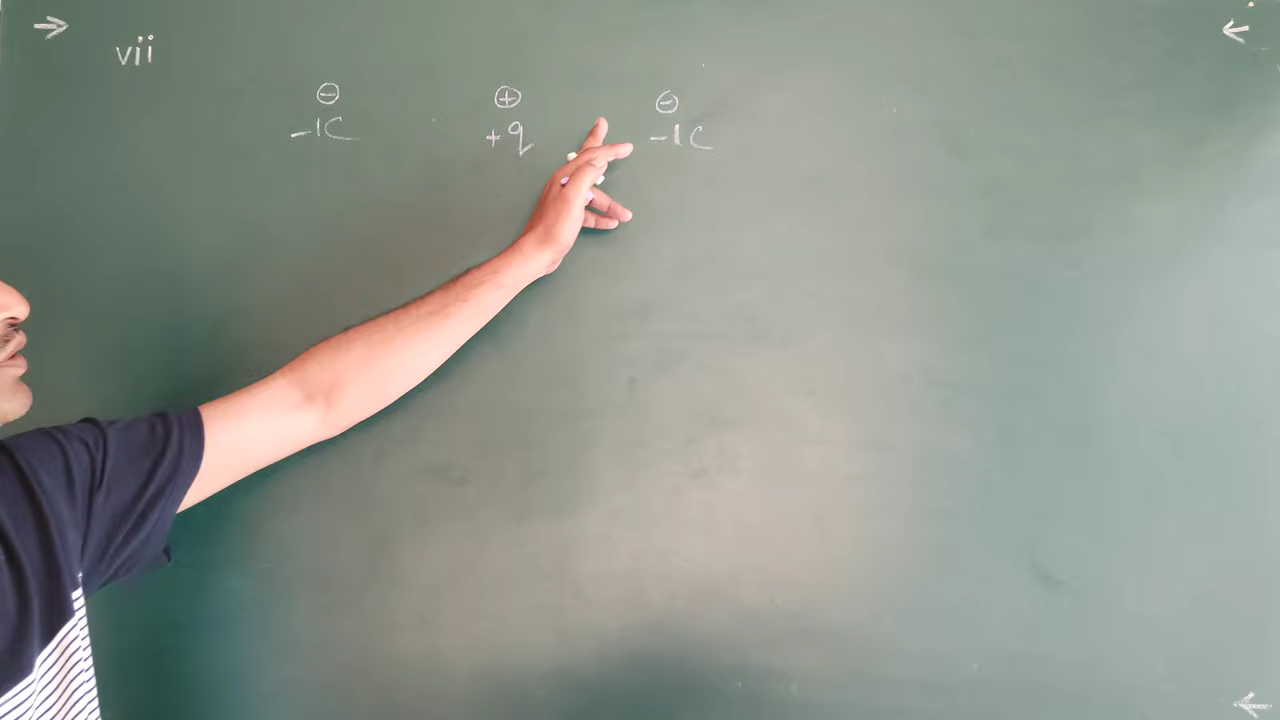 vii
⊖ ⊕ ⊖
-1C +q -1C